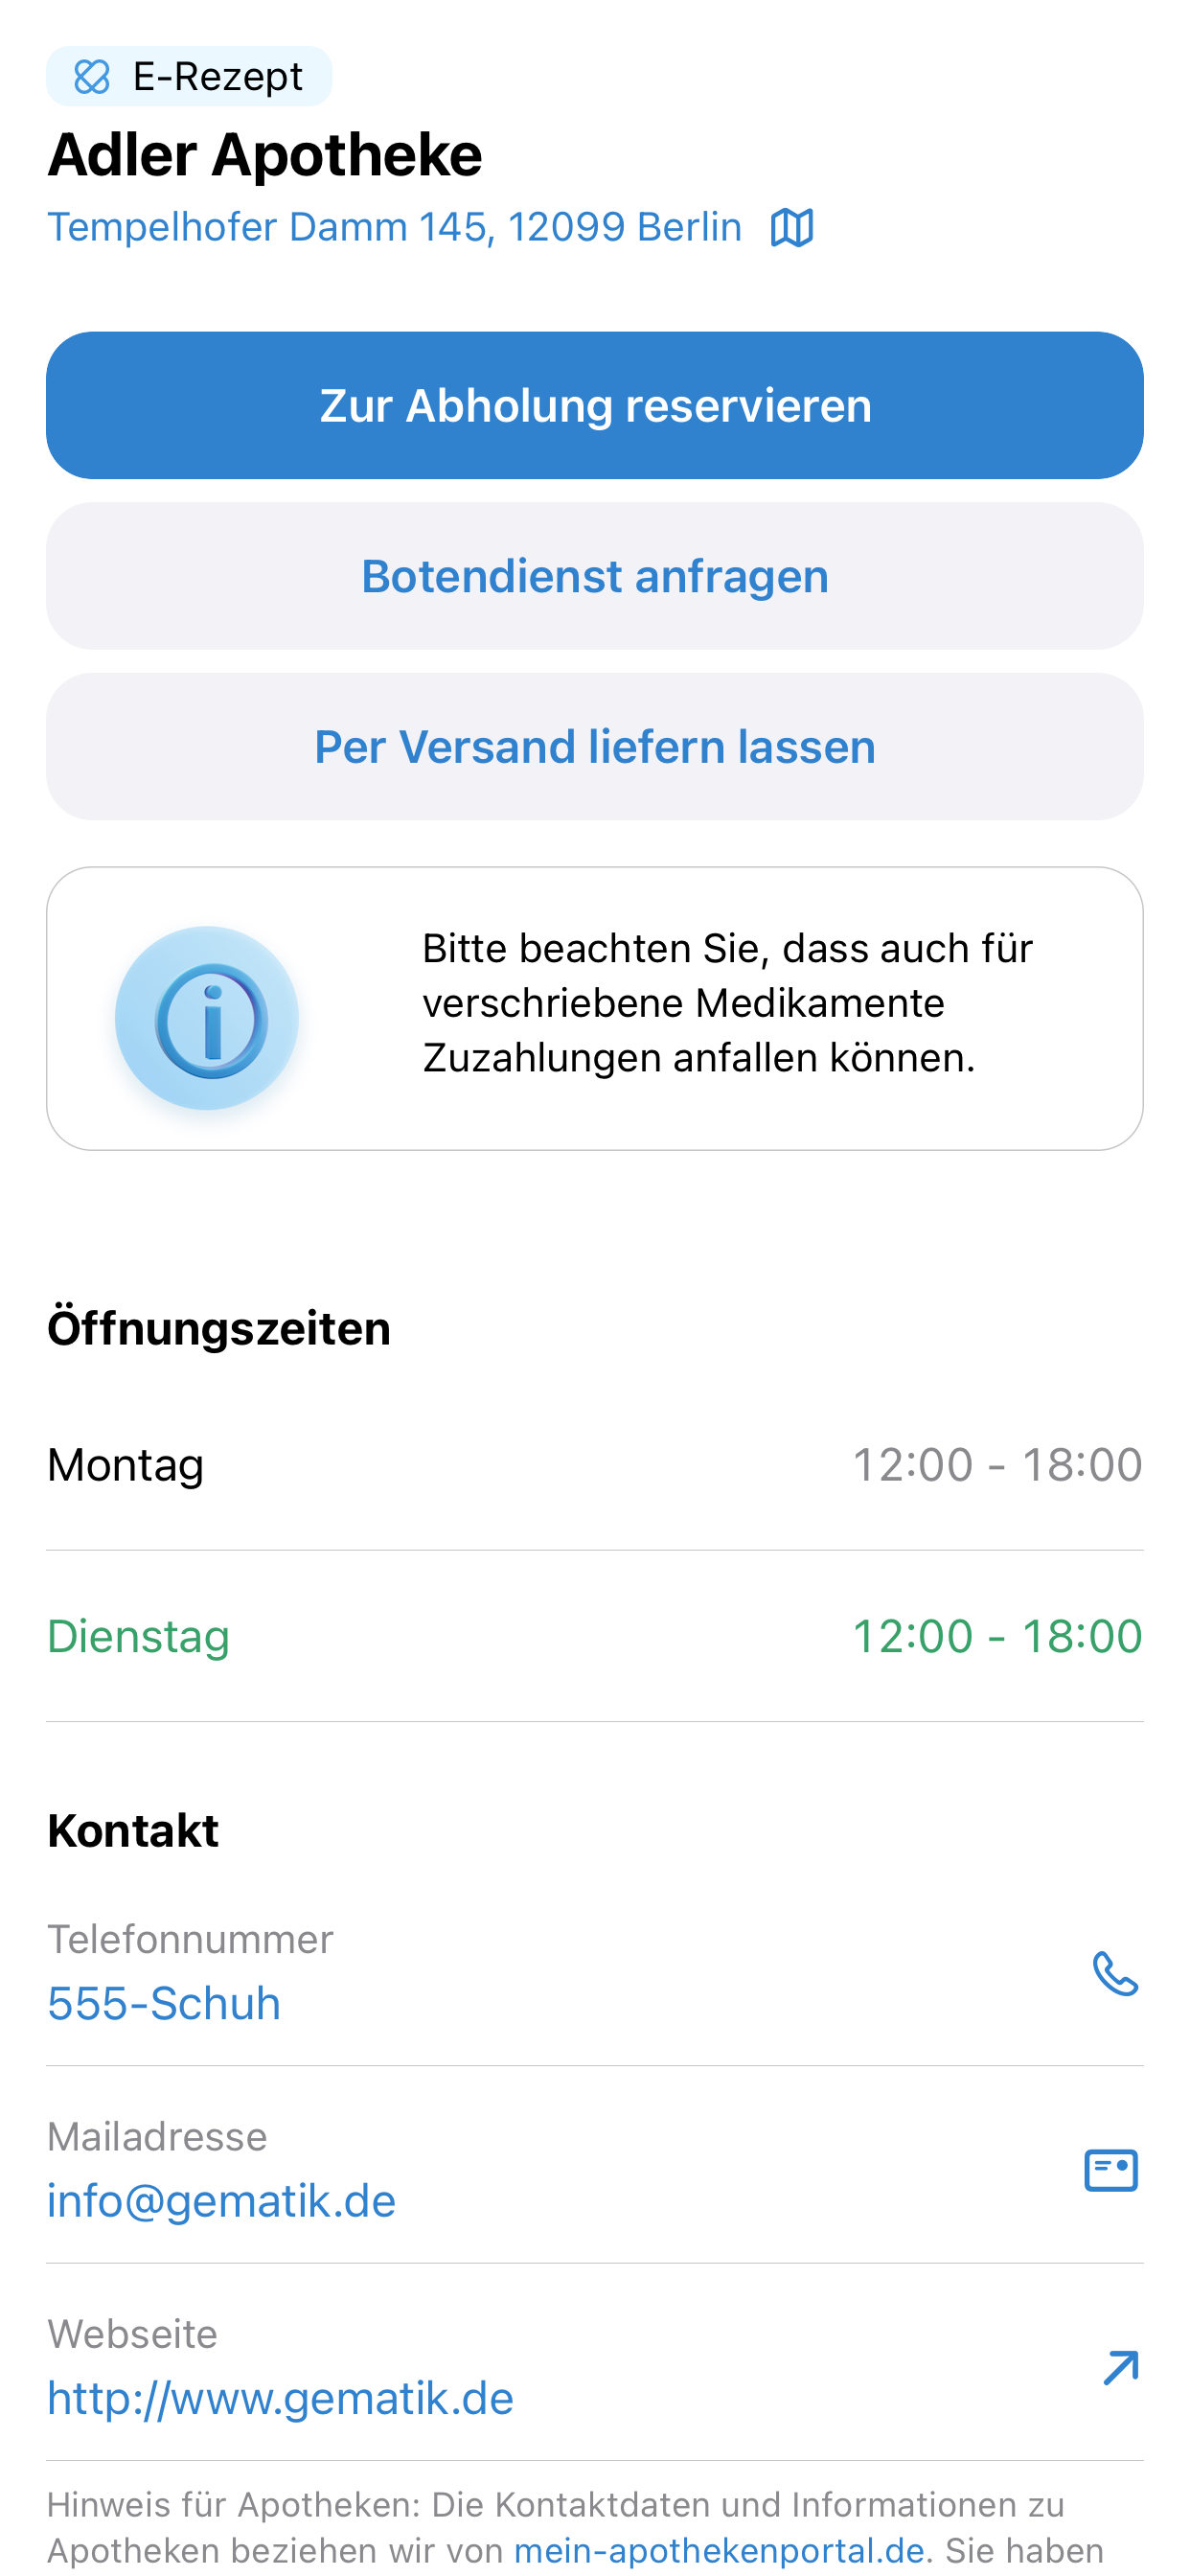 E-Rezept
Adler Apotheke
Tempelhofer Damm 145, 12099 Berlin
Zur Abholung reservieren
Botendienst anfragen
Per Versand liefern lassen
Bitte beachten Sie, dass auch für
verschriebene Medikamente
Zuzahlungen anfallen können.
Öffnungszeiten
Montag 12:00 - 18:00
Dienstag 12:00 - 18:00
Kontakt
Telefonnummer
555-Schuh
Mailadresse
info@gematik.de
Webseite
http://www.gematik.de
Hinweis für Apotheken: Die Kontaktdaten und Informationen zu
Apotheken beziehen wir von mein-apothekenportal.de. Sie haben